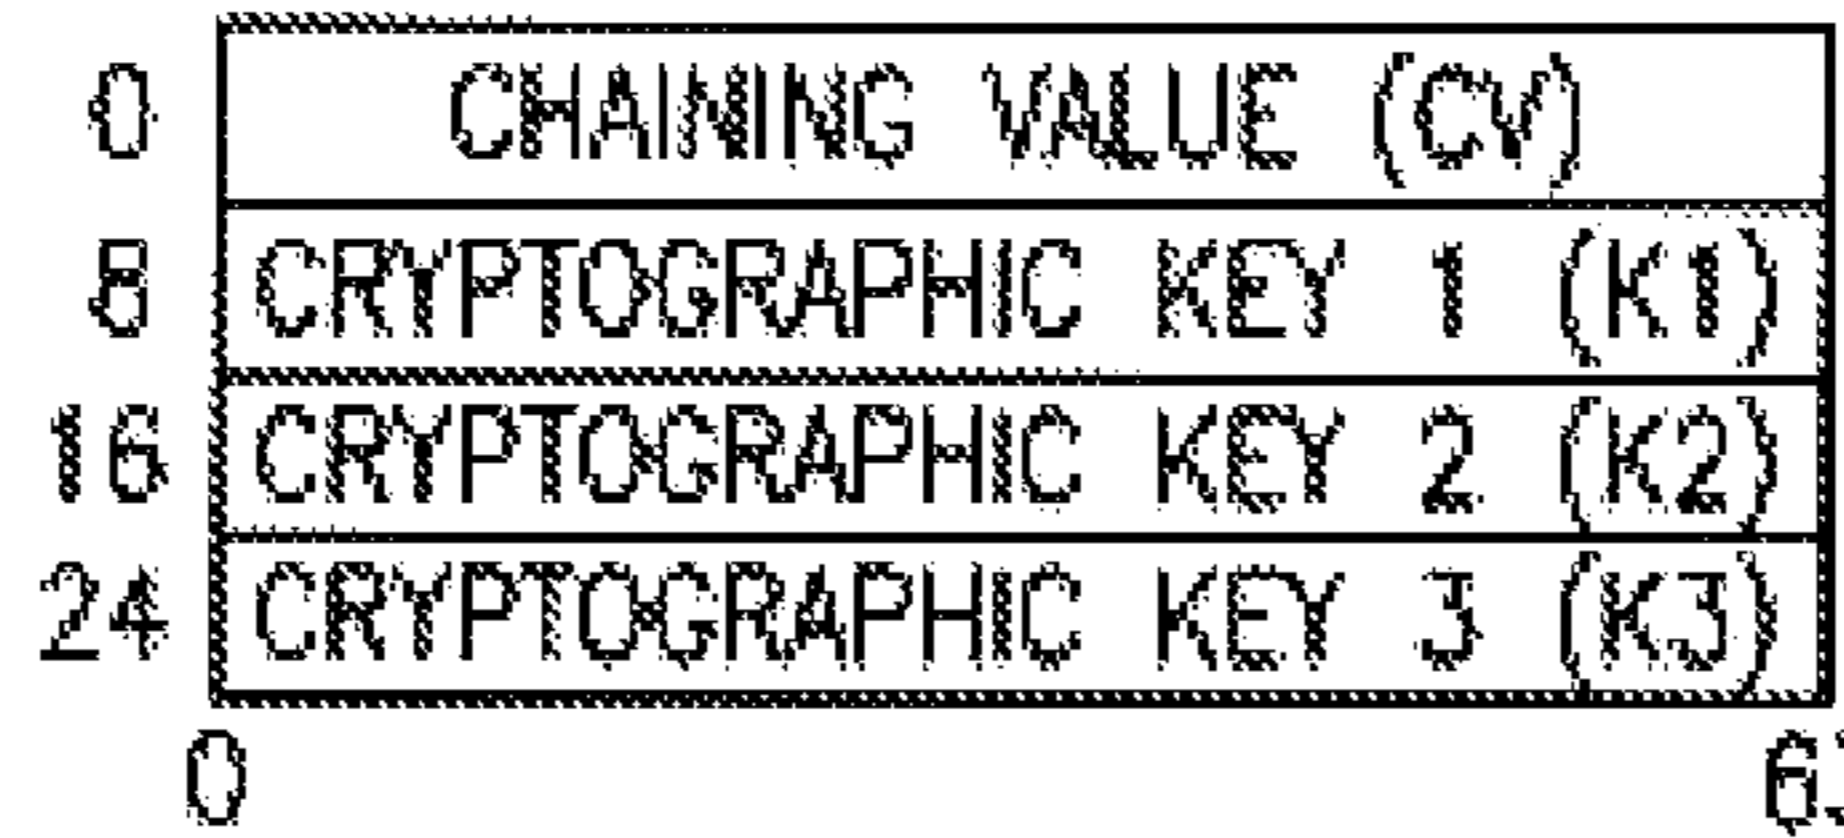 0 CHAINING VALUE (CV)
8 CRYPTOGRAPHIC KEY 1 (K1)
16 CRYPTOGRAPHIC KEY 2 (K2)
24 CRYPTOGRAPHIC KEY 3 (K3)
0